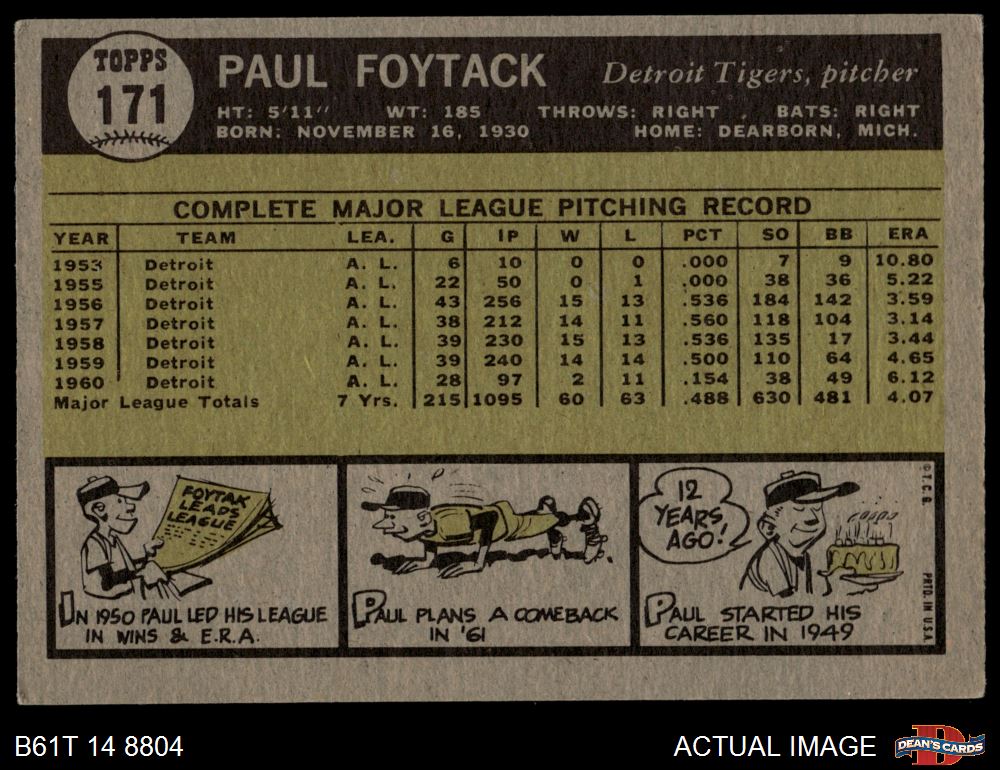 TOPPS
171
PAUL FOYTACK Detroit Tigers, pitcher
HT: 5'11" WT: 185 THROWS: RIGHT BATS: RIGHT
BORN: NOVEMBER 16, 1930 HOME: DEARBORN, MICH.
COMPLETE MAJOR LEAGUE PITCHING RECORD
YEAR TEAM LEA. G IP W L PCT SO BB ERA
1953 Detroit A. L. 6 10 0 0 .000 7 9 10.80
1955 Detroit A. L. 22 50 0 1 .000 38 36 5.22
1956 Detroit A. L. 43 256 15 13 .536 184 142 3.59
1957 Detroit A. L. 38 212 14 11 .560 118 104 3.14
1958 Detroit A. L. 39 230 15 13 .536 135 17 3.44
1959 Detroit A. L. 39 240 14 14 .500 110 64 4.65
1960 Detroit A. L. 28 97 2 11 .154 38 49 6.12
Major League Totals 7 Yrs. 215 1095 60 63 .488 630 481 4.07
FOYTAK
LEADS
LEAGUE
IN 1950 PAUL LED HIS LEAGUE
IN WINS & E.R.A.
PAUL PLANS A COMEBACK
IN '61
12
YEARS
AGO!
PAUL STARTED HIS
CAREER IN 1949
© T. C. G. PRTD. IN U.S.A.
B61T 14 8804
ACTUAL IMAGE
DEAN'S CARDS